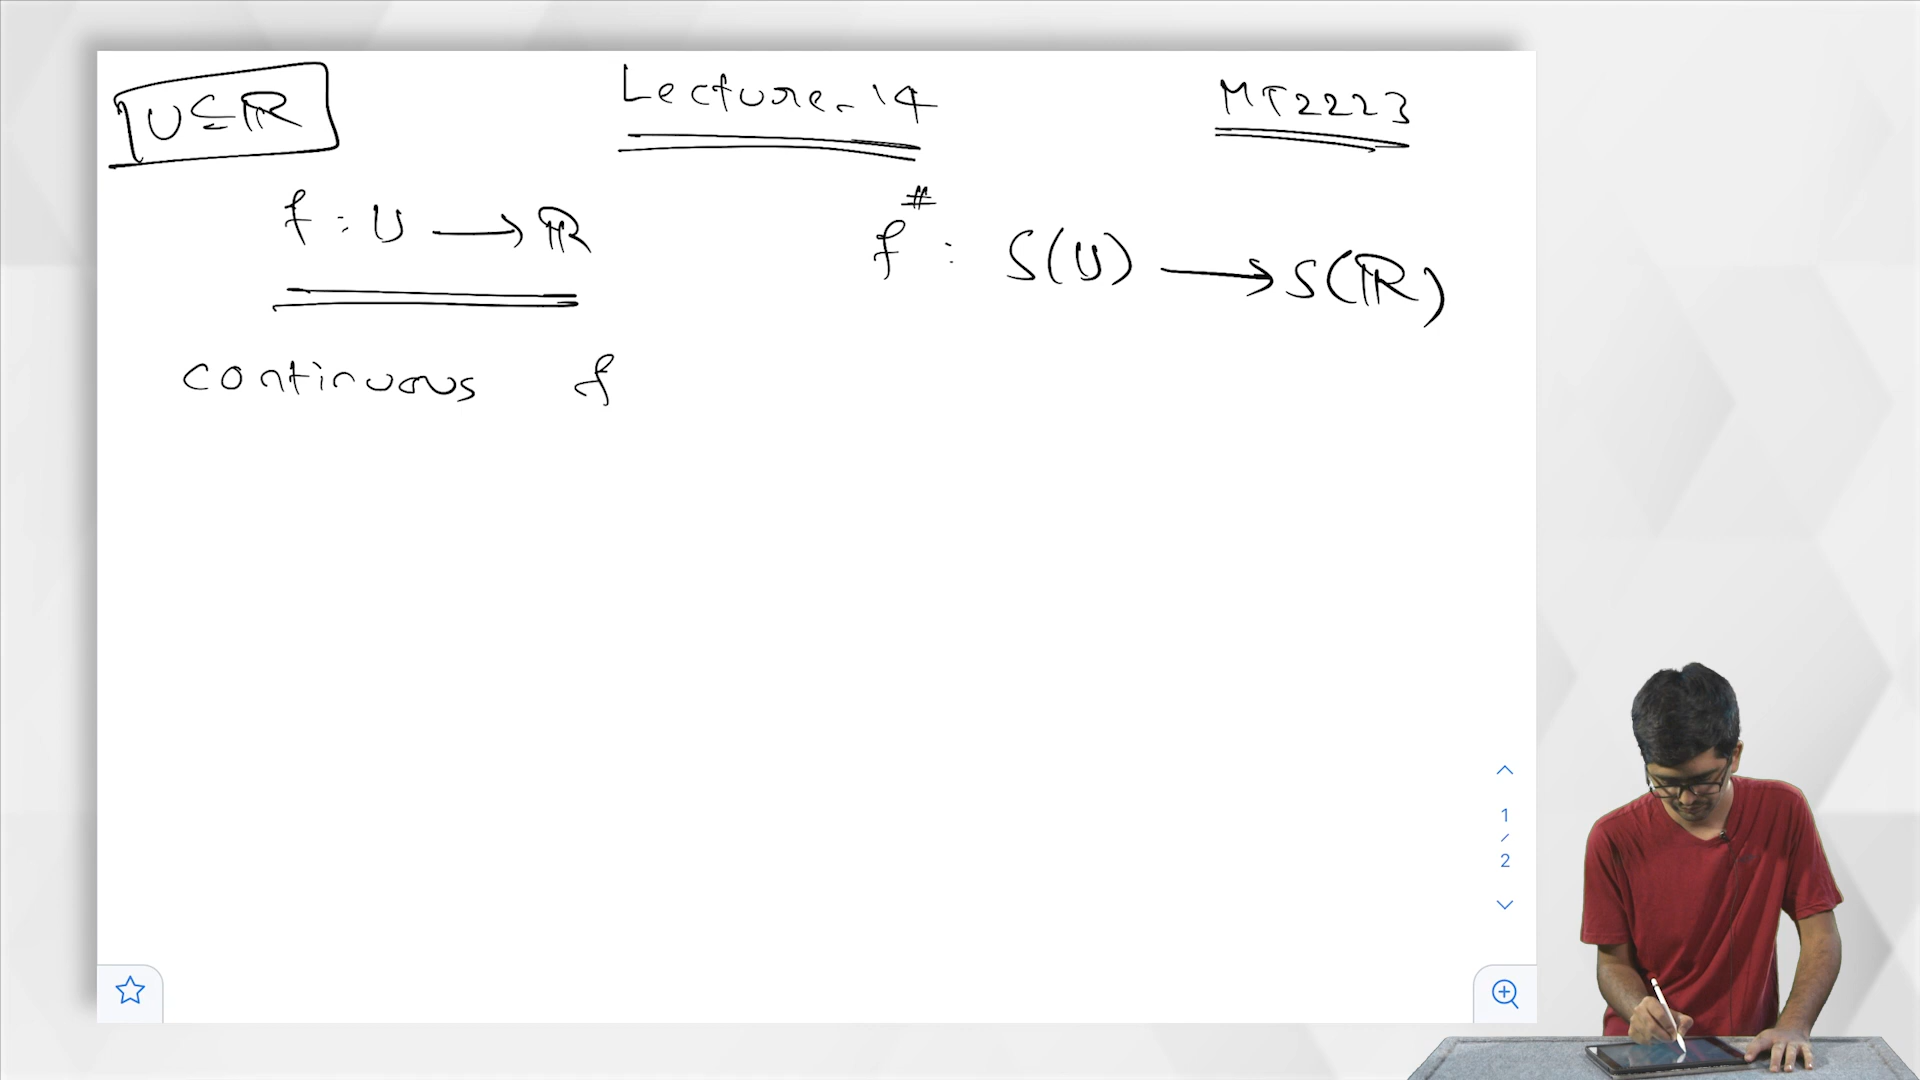 U⊆ℝ Lecture-14 MT2223
f : U ⟶ ℝ f^# : S(U) ⟶ S(ℝ)
continuous f
1
/
2